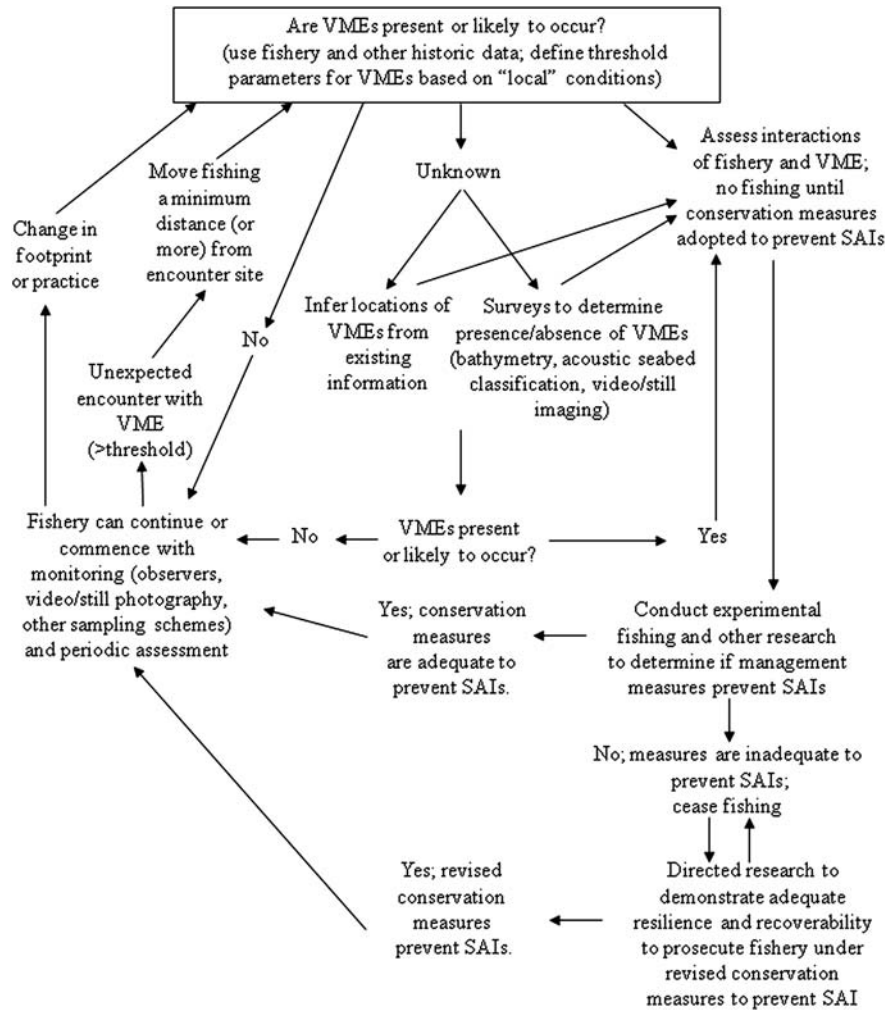 Are VMEs present or likely to occur?
(use fishery and other historic data; define threshold
parameters for VMEs based on “local” conditions)
Assess interactions
of fishery and VME;
no fishing until
conservation measures
adopted to prevent SAIs
Unknown
Move fishing
a minimum
distance (or
more) from
encounter site
Change in
footprint
or practice
Infer locations of
VMEs from
existing
information
Surveys to determine
presence/absence of VMEs
(bathymetry, acoustic seabed
classification, video/still
imaging)
No
Unexpected
encounter with
VME
(>threshold)
Fishery can continue or
commence with
monitoring (observers,
video/still photography,
other sampling schemes)
and periodic assessment
No
VMEs present
or likely to occur?
Yes
Yes; conservation
measures
are adequate to
prevent SAIs.
Conduct experimental
fishing and other research
to determine if management
measures prevent SAIs
No; measures are inadequate to
prevent SAIs;
cease fishing
Yes; revised
conservation
measures
prevent SAIs.
Directed research to
demonstrate adequate
resilience and recoverability
to prosecute fishery under
revised conservation
measures to prevent SAI